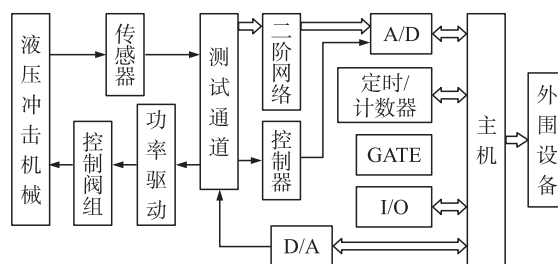 液压冲击机械
传感器
测试通道
二阶网络
A/D
定时/
计数器
主机
外围设备
控制阀组
功率驱动
控制器
GATE
I/O
D/A